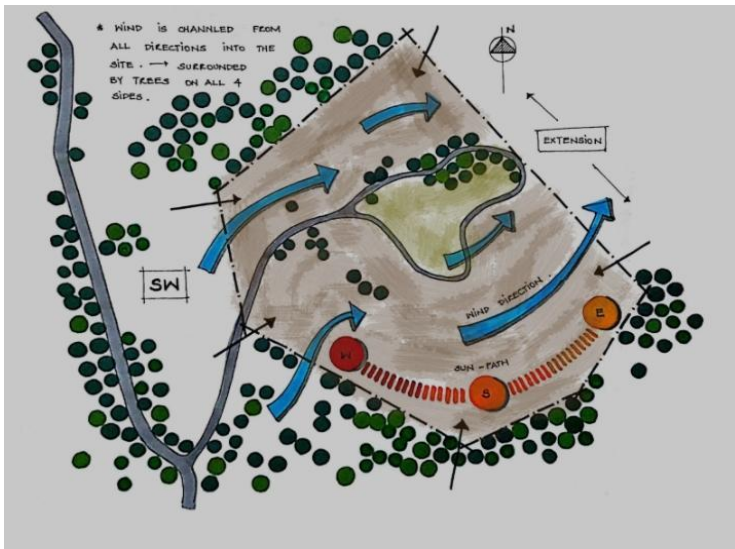 * WIND IS CHANNLED FROM
ALL DIRECTIONS INTO THE
SITE. → SURROUNDED
BY TREES ON ALL 4
SIDES.
N
EXTENSION
SW
WIND DIRECTION.
E
W
SUN-PATH
S